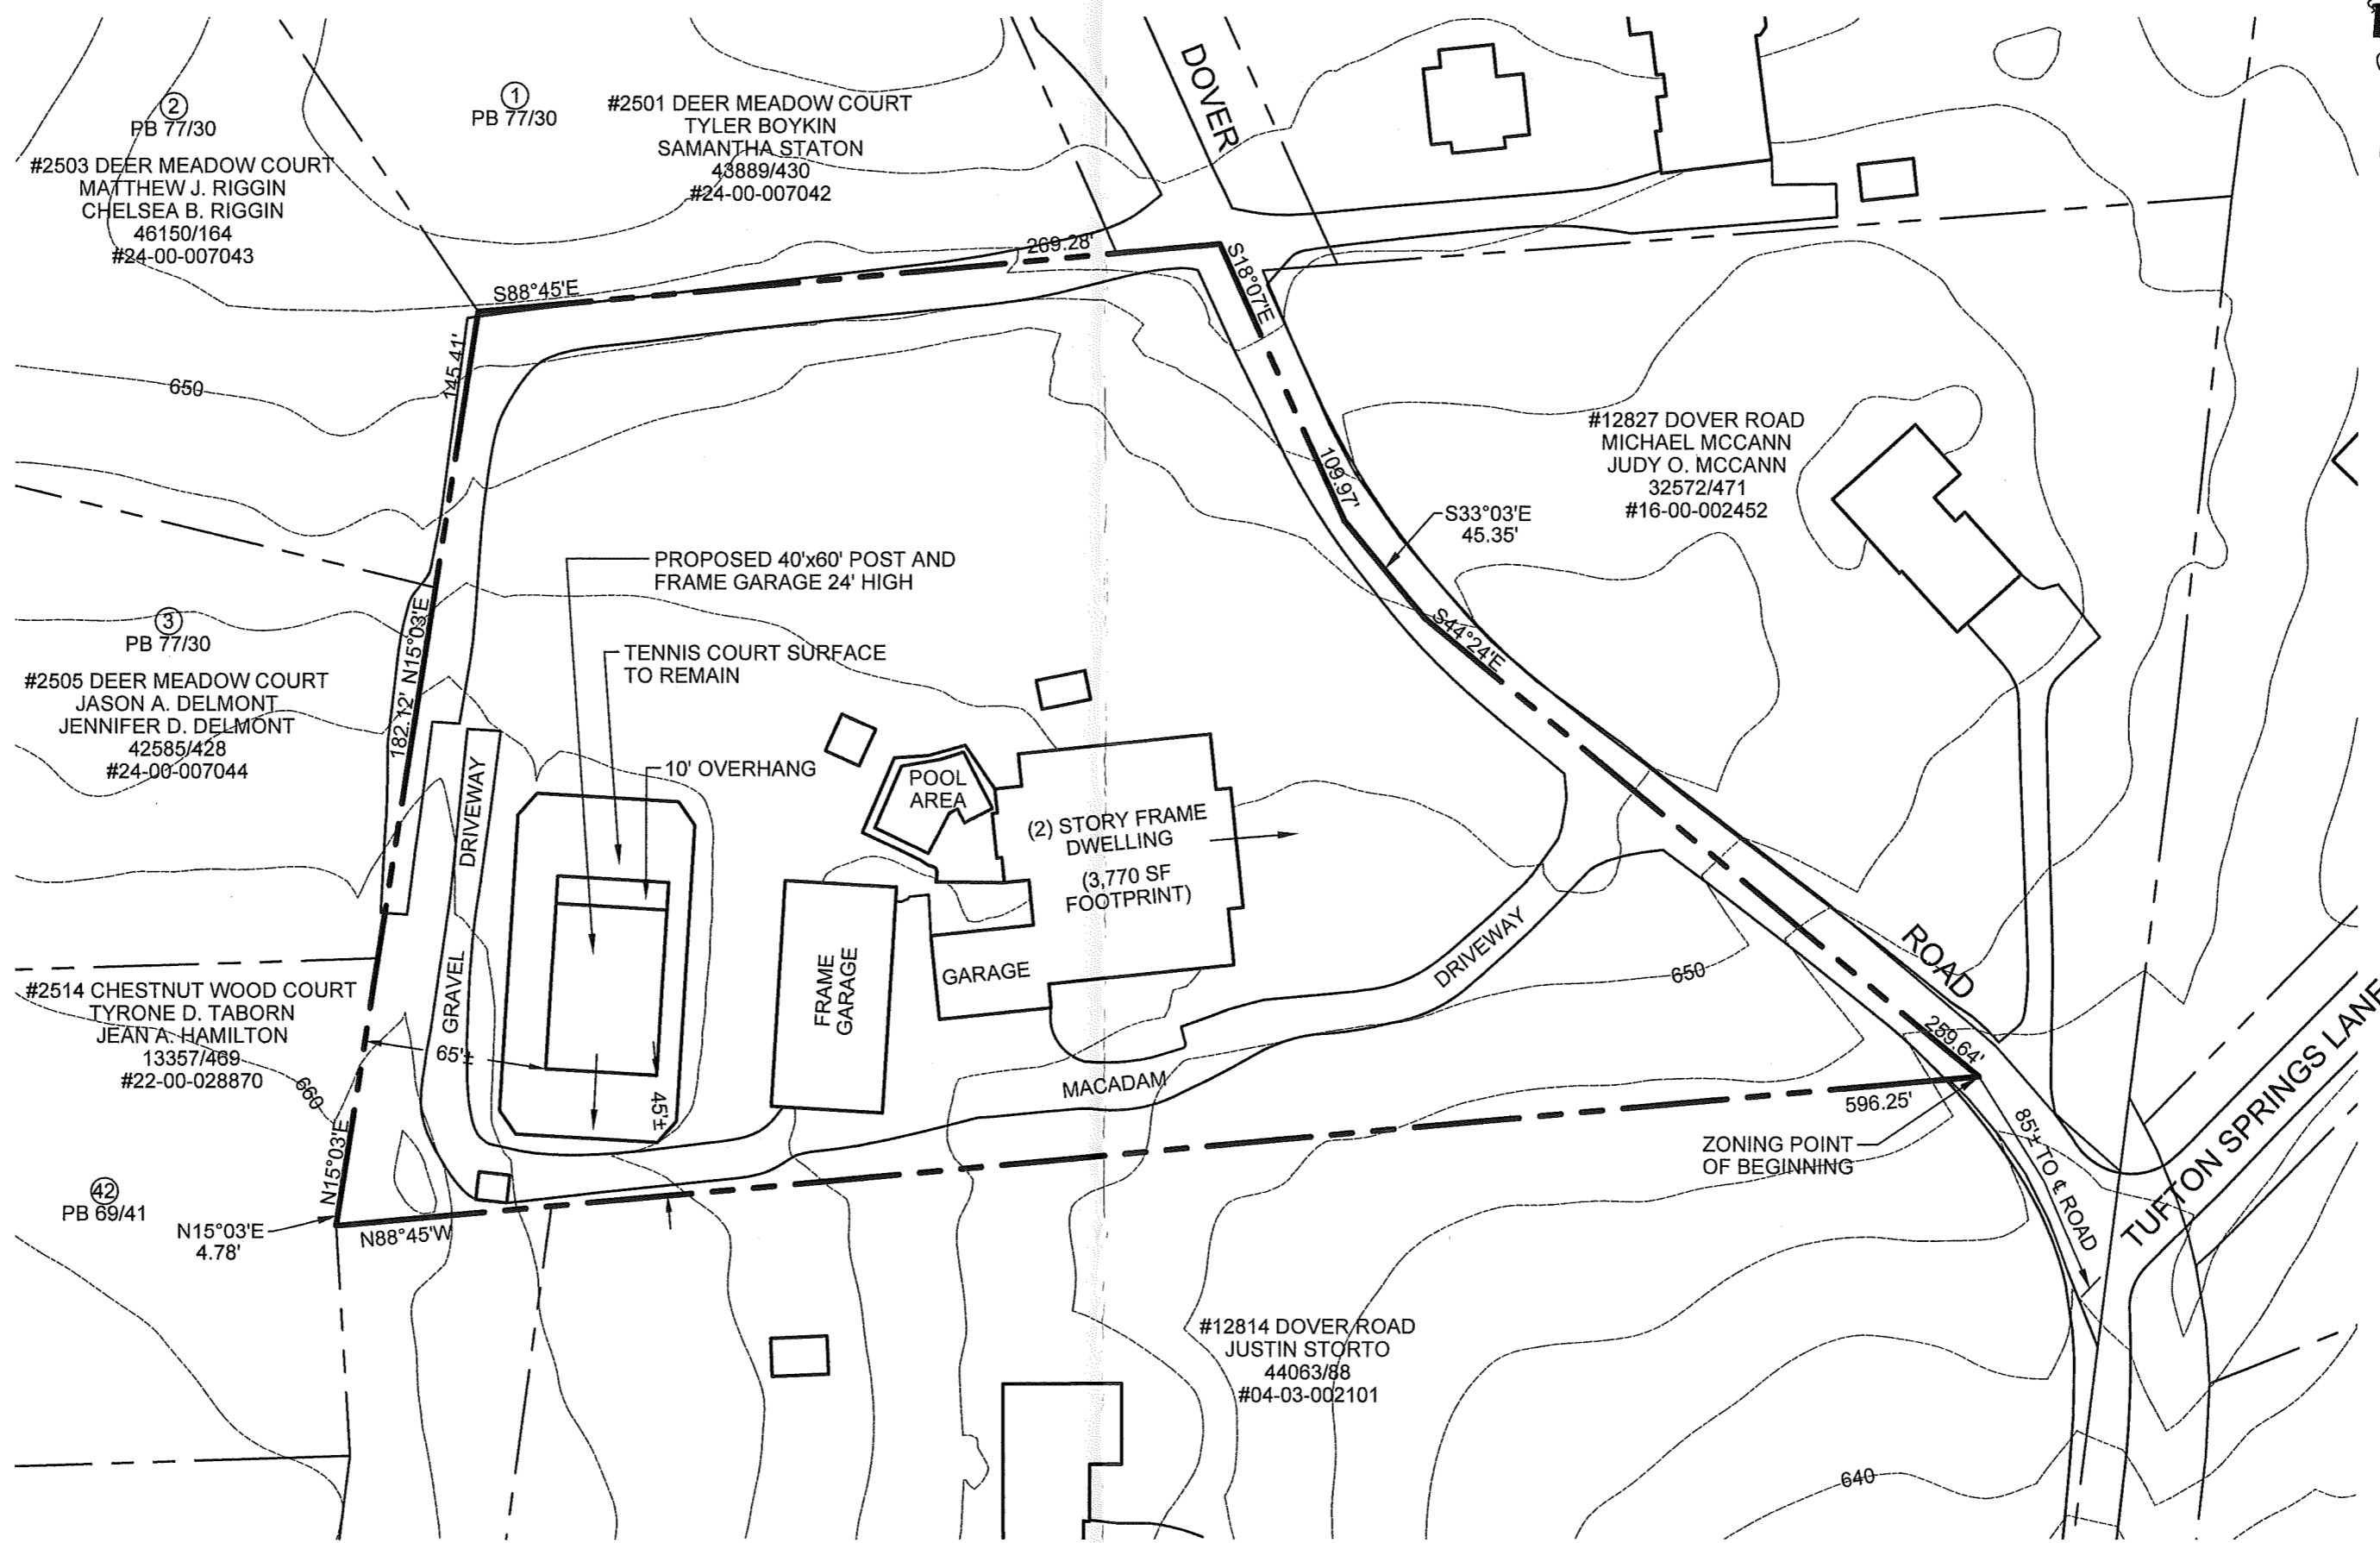 2
PB 77/30
#2503 DEER MEADOW COURT
MATTHEW J. RIGGIN
CHELSEA B. RIGGIN
46150/164
#24-00-007043
1
PB 77/30
#2501 DEER MEADOW COURT
TYLER BOYKIN
SAMANTHA STATON
43889/430
#24-00-007042
DOVER
S88°45'E
269.28'
S18°07'E
145.41'
650
109.97'
S33°03'E
45.35'
#12827 DOVER ROAD
MICHAEL MCCANN
JUDY O. MCCANN
32572/471
#16-00-002452
PROPOSED 40'x60' POST AND
FRAME GARAGE 24' HIGH
S44°24'E
3
PB 77/30
#2505 DEER MEADOW COURT
JASON A. DELMONT
JENNIFER D. DELMONT
42585/428
#24-00-007044
182.12' N15°03'E
TENNIS COURT SURFACE
TO REMAIN
10' OVERHANG
POOL
AREA
(2) STORY FRAME
DWELLING
(3,770 SF
FOOTPRINT)
GRAVEL DRIVEWAY
FRAME
GARAGE
GARAGE
MACADAM
DRIVEWAY
650
ROAD
259.64'
TUFTON SPRINGS LANE
#2514 CHESTNUT WOOD COURT
TYRONE D. TABORN
JEAN A. HAMILTON
13357/469
#22-00-028870
660
65'±
45'±
596.25'
ZONING POINT
OF BEGINNING
85'± TO ℄ ROAD
42
PB 69/41
N15°03'E
N15°03'E
4.78'
N88°45'W
#12814 DOVER ROAD
JUSTIN STORTO
44063/88
#04-03-002101
640